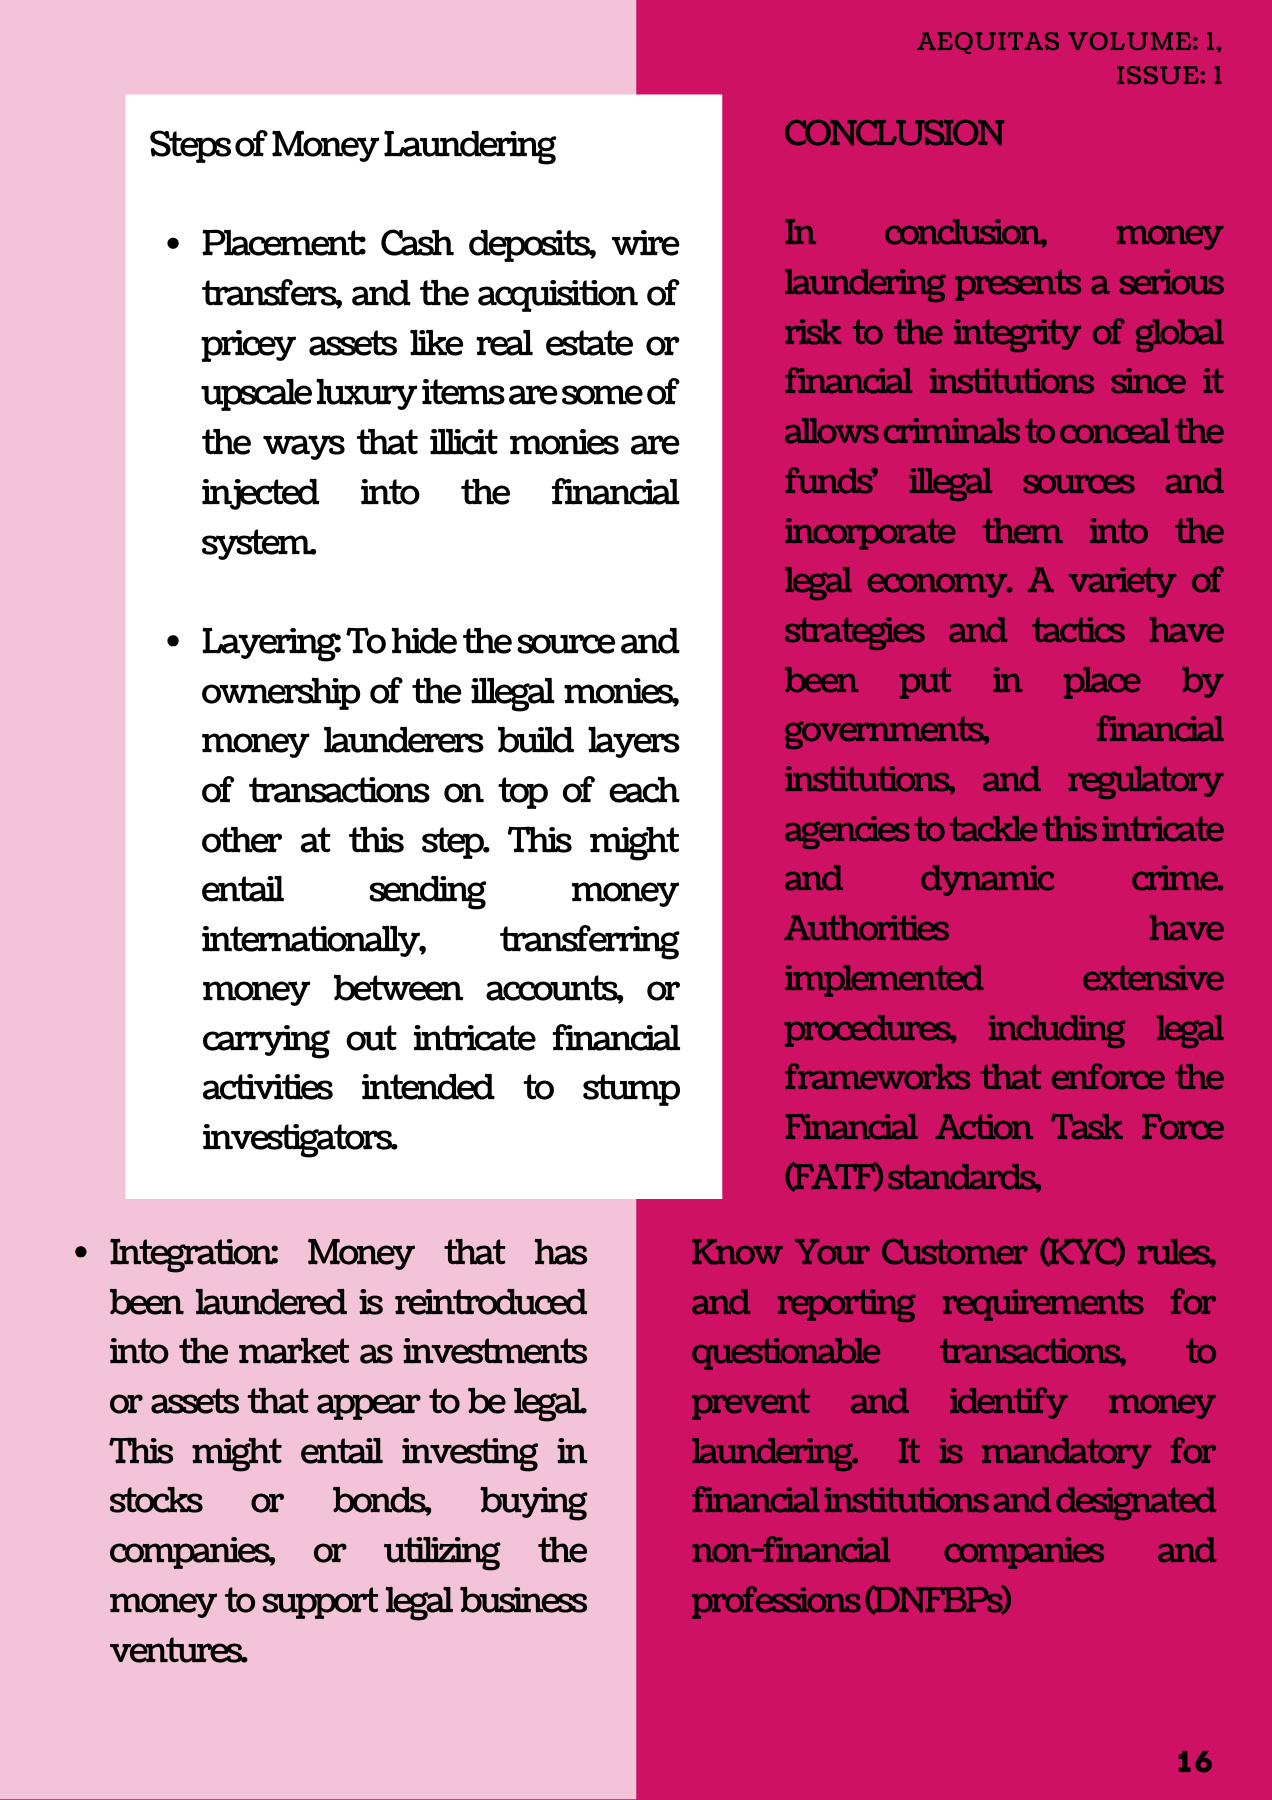 AEQUITAS VOLUME: 1,
ISSUE: 1
Steps of Money Laundering
• Placement: Cash deposits, wire
transfers, and the acquisition of
pricey assets like real estate or
upscale luxury items are some of
the ways that illicit monies are
injected into the financial
system.
• Layering: To hide the source and
ownership of the illegal monies,
money launderers build layers
of transactions on top of each
other at this step. This might
entail sending money
internationally, transferring
money between accounts, or
carrying out intricate financial
activities intended to stump
investigators.
• Integration: Money that has
been laundered is reintroduced
into the market as investments
or assets that appear to be legal.
This might entail investing in
stocks or bonds, buying
companies, or utilizing the
money to support legal business
ventures.
CONCLUSION
In conclusion, money
laundering presents a serious
risk to the integrity of global
financial institutions since it
allows criminals to conceal the
funds’ illegal sources and
incorporate them into the
legal economy. A variety of
strategies and tactics have
been put in place by
governments, financial
institutions, and regulatory
agencies to tackle this intricate
and dynamic crime.
Authorities have
implemented extensive
procedures, including legal
frameworks that enforce the
Financial Action Task Force
(FATF) standards,
Know Your Customer (KYC) rules,
and reporting requirements for
questionable transactions, to
prevent and identify money
laundering. It is mandatory for
financial institutions and designated
non-financial companies and
professions (DNFBPs)
16